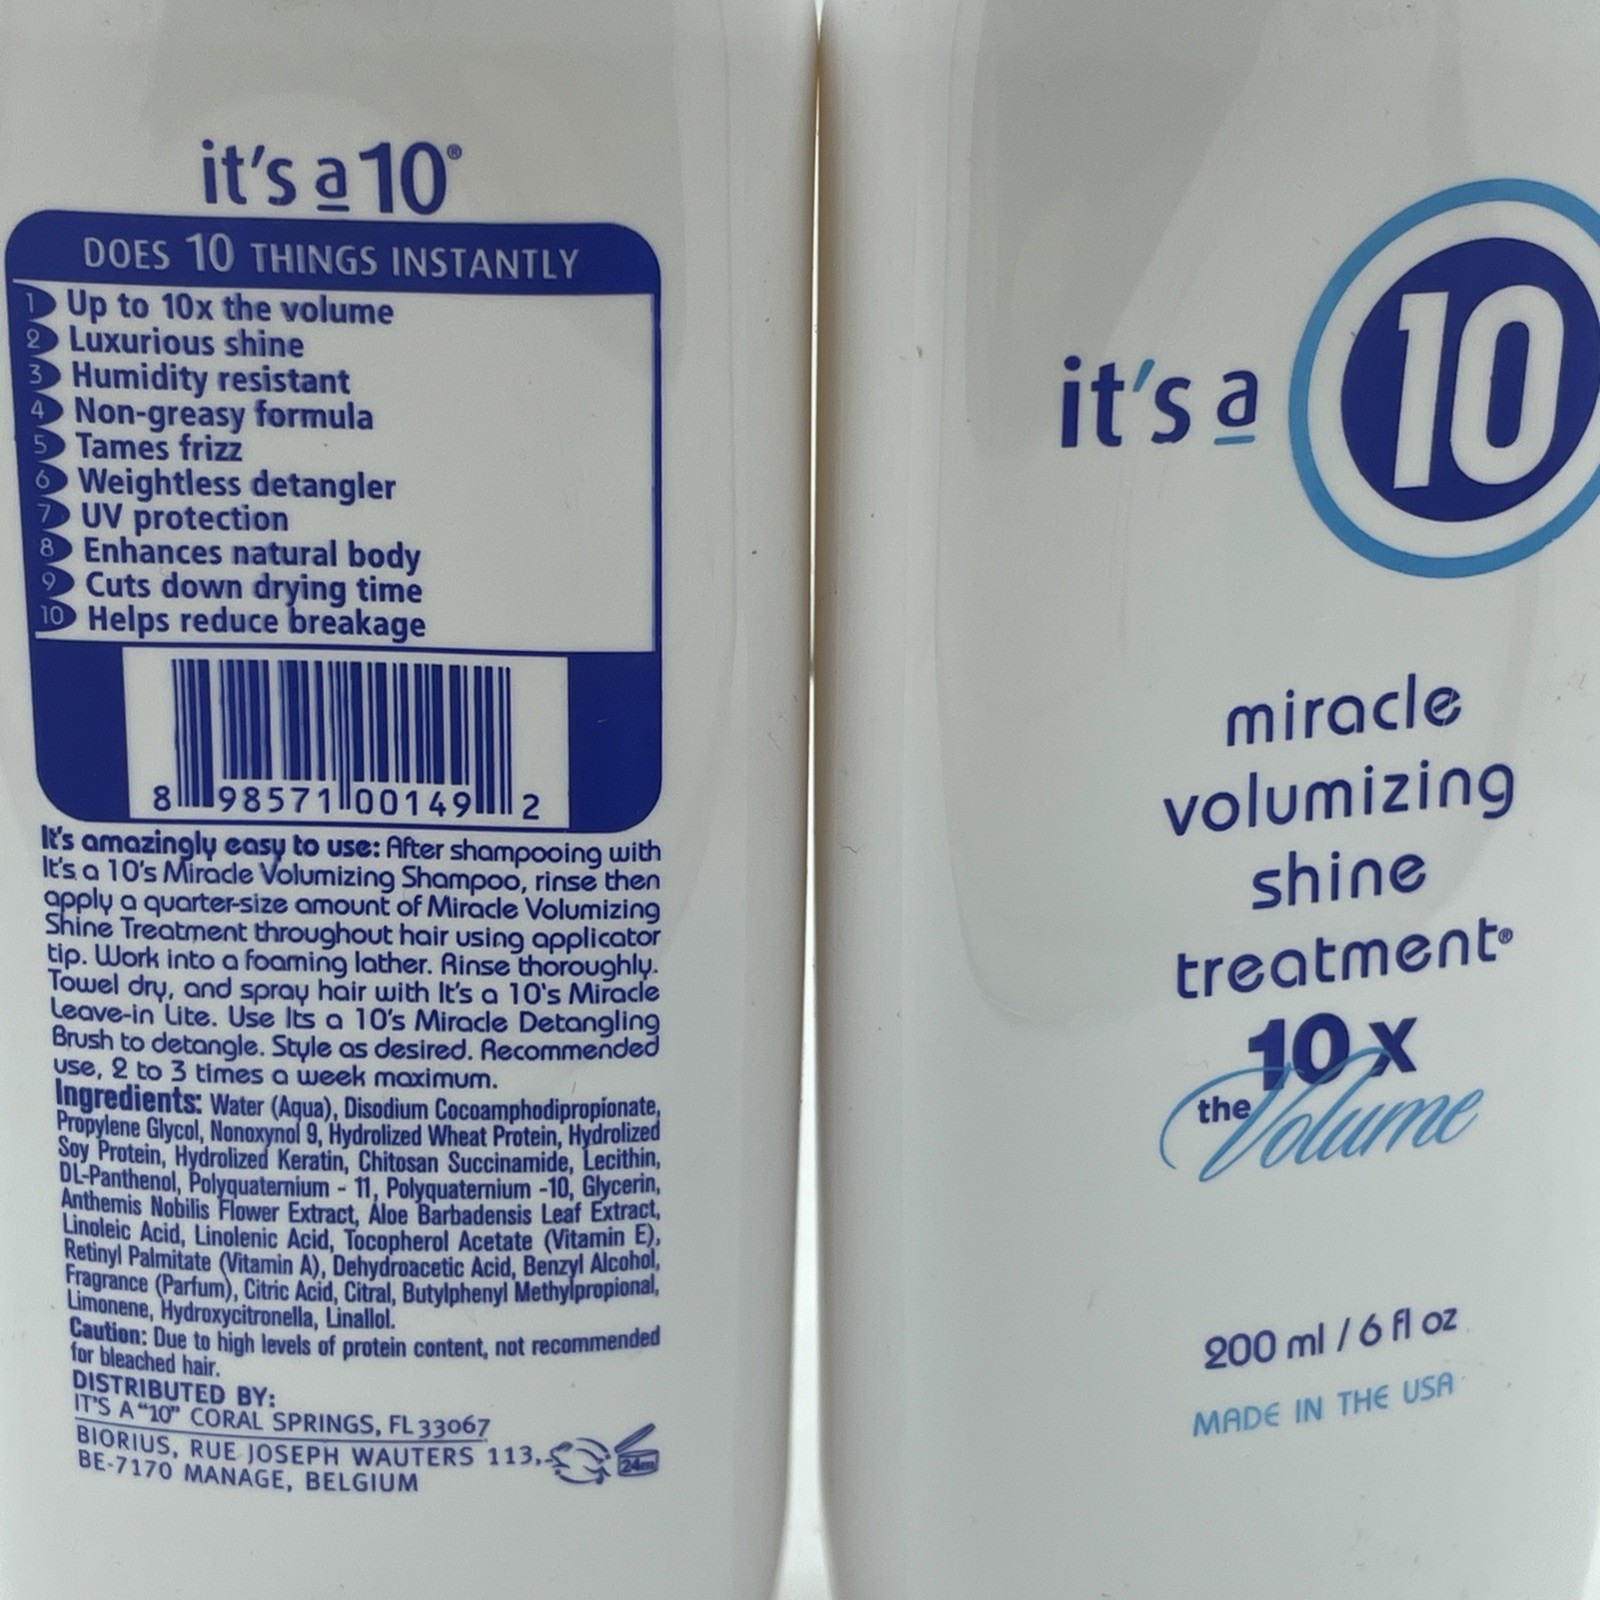 it's a 10®
DOES 10 THINGS INSTANTLY
1 Up to 10x the volume
2 Luxurious shine
3 Humidity resistant
4 Non-greasy formula
5 Tames frizz
6 Weightless detangler
7 UV protection
8 Enhances natural body
9 Cuts down drying time
10 Helps reduce breakage
8 98571 00149 2
It's amazingly easy to use: After shampooing with
It's a 10's Miracle Volumizing Shampoo, rinse then
apply a quarter-size amount of Miracle Volumizing
Shine Treatment throughout hair using applicator
tip. Work into a foaming lather. Rinse thoroughly.
Towel dry, and spray hair with It's a 10's Miracle
Leave-in Lite. Use Its a 10's Miracle Detangling
Brush to detangle. Style as desired. Recommended
use, 2 to 3 times a week maximum.
Ingredients: Water (Aqua), Disodium Cocoamphodipropionate,
Propylene Glycol, Nonoxynol 9, Hydrolized Wheat Protein, Hydrolized
Soy Protein, Hydrolized Keratin, Chitosan Succinamide, Lecithin,
DL-Panthenol, Polyquaternium - 11, Polyquaternium -10, Glycerin,
Anthemis Nobilis Flower Extract, Aloe Barbadensis Leaf Extract,
Linoleic Acid, Linolenic Acid, Tocopherol Acetate (Vitamin E),
Retinyl Palmitate (Vitamin A), Dehydroacetic Acid, Benzyl Alcohol,
Fragrance (Parfum), Citric Acid, Citral, Butylphenyl Methylpropional,
Limonene, Hydroxycitronella, Linallol.
Caution: Due to high levels of protein content, not recommended
for bleached hair.
DISTRIBUTED BY:
IT'S A "10" CORAL SPRINGS, FL 33067
BIORIUS, RUE JOSEPH WAUTERS 113,
BE-7170 MANAGE, BELGIUM
24m
it's a 10
miracle
volumizing
shine
treatment®
10 x
the Volume
200 ml / 6 fl oz
MADE IN THE USA